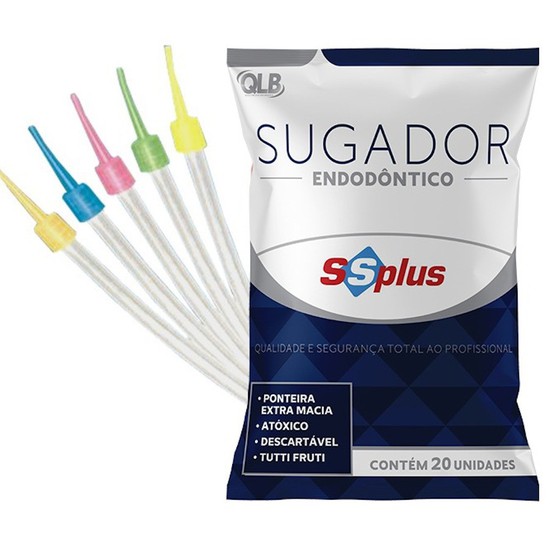 QLB
SUGADOR
ENDODÔNTICO
SSplus
QUALIDADE E SEGURANÇA TOTAL AO PROFISSIONAL
• PONTEIRA
EXTRA MACIA
• ATÓXICO
• DESCARTÁVEL
• TUTTI FRUTI
CONTÉM 20 UNIDADES